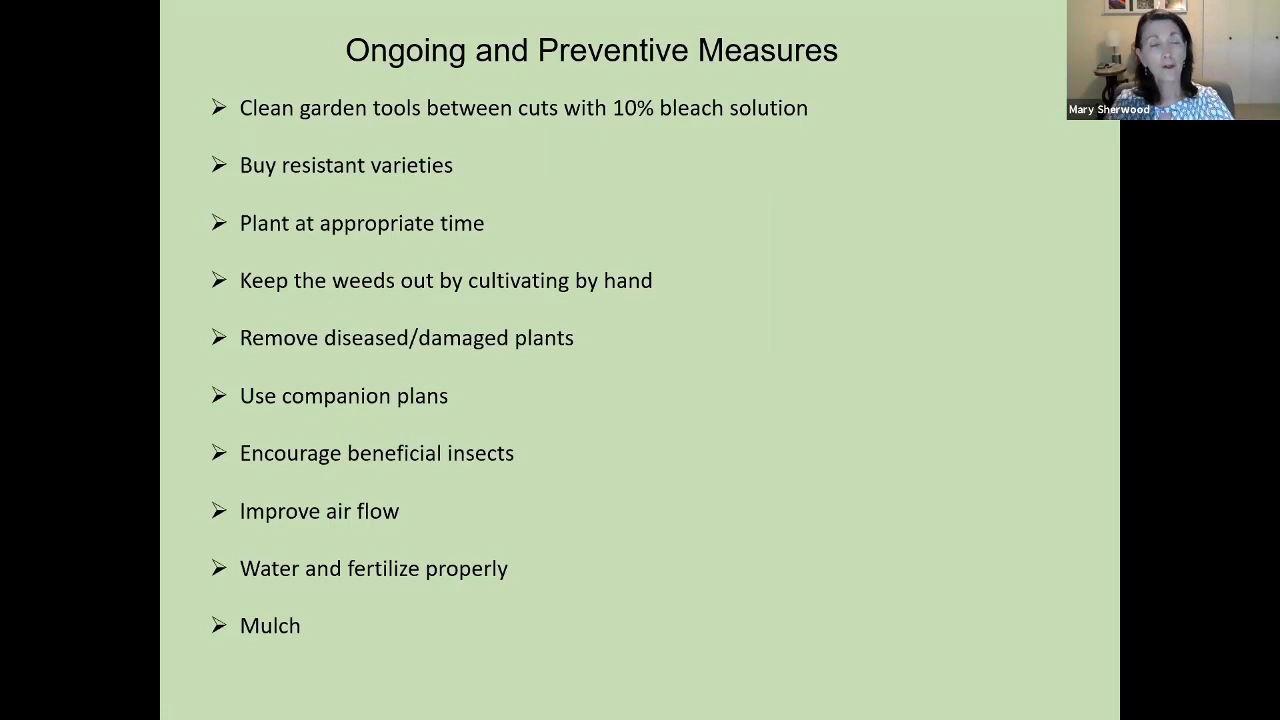 Ongoing and Preventive Measures
Mary Sherwood
➢ Clean garden tools between cuts with 10% bleach solution
➢ Buy resistant varieties
➢ Plant at appropriate time
➢ Keep the weeds out by cultivating by hand
➢ Remove diseased/damaged plants
➢ Use companion plans
➢ Encourage beneficial insects
➢ Improve air flow
➢ Water and fertilize properly
➢ Mulch